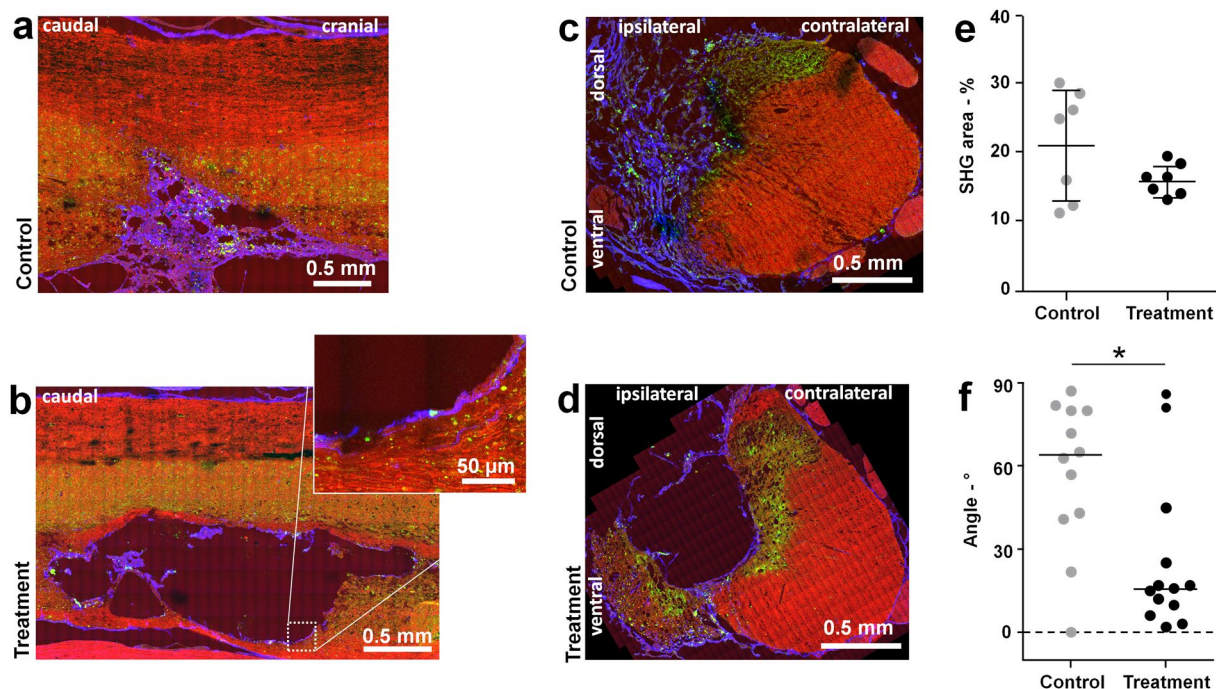 a
caudal
cranial
Control
0.5 mm
b
caudal
Treatment
50 µm
0.5 mm
c
ipsilateral
contralateral
dorsal
ventral
Control
0.5 mm
d
ipsilateral
contralateral
dorsal
ventral
Treatment
0.5 mm
e
SHG area - %
40
30
20
10
0
Control
Treatment
f
*
Angle - °
90
60
30
0
Control
Treatment